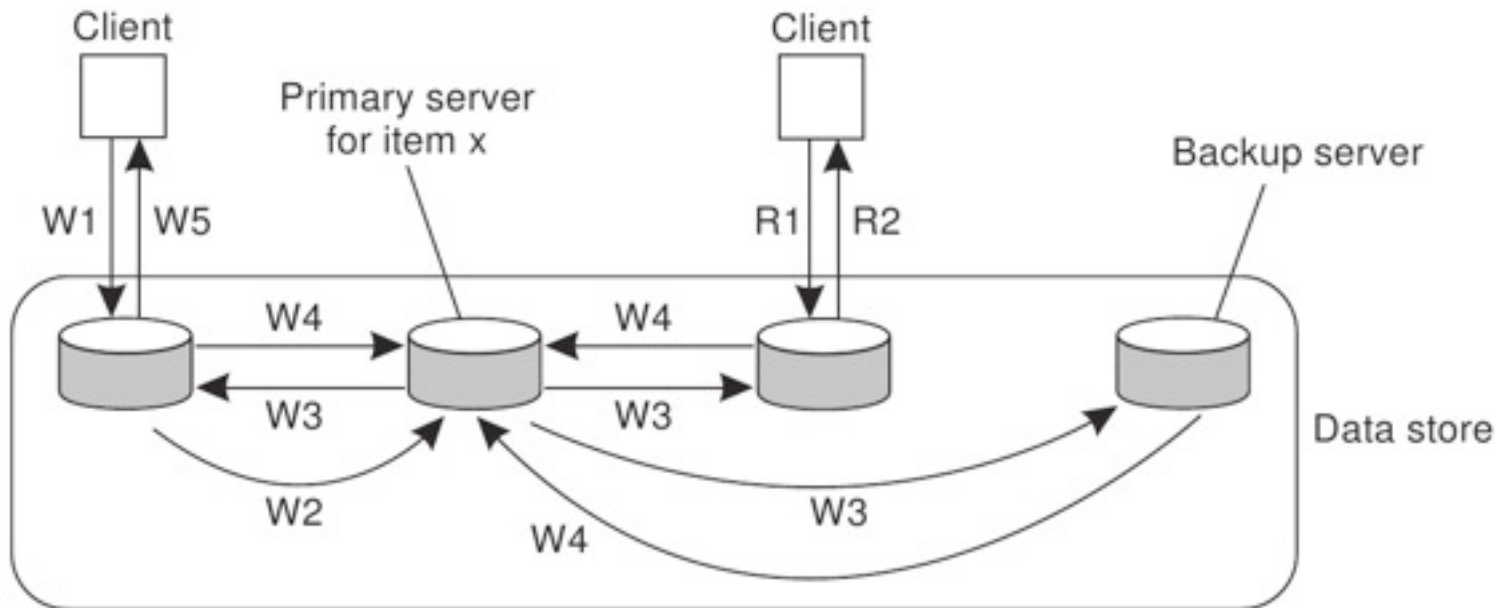 Client
Client
Primary server
for item x
Backup server
W1
W5
R1
R2
W4
W4
W3
W3
Data store
W2
W3
W4